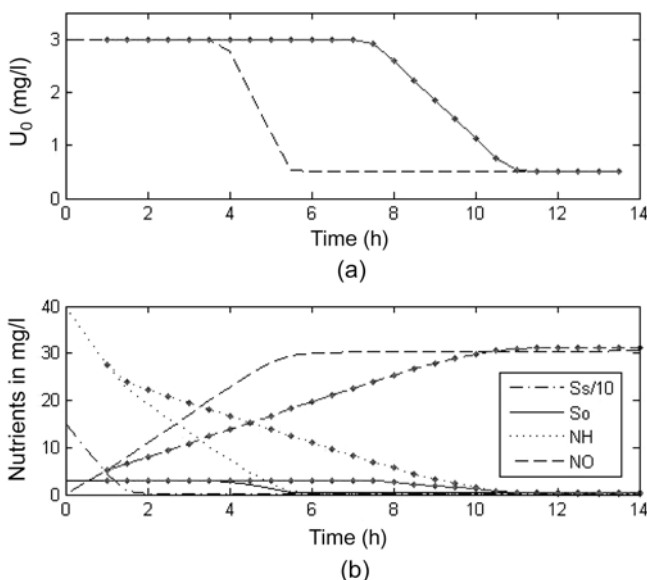 3
2
1
0
U₀ (mg/l)
0 2 4 6 8 10 12 14
Time (h)
(a)
40
30
20
10
0
Nutrients in mg/l
Ss/10
So
NH
NO
0 2 4 6 8 10 12 14
Time (h)
(b)